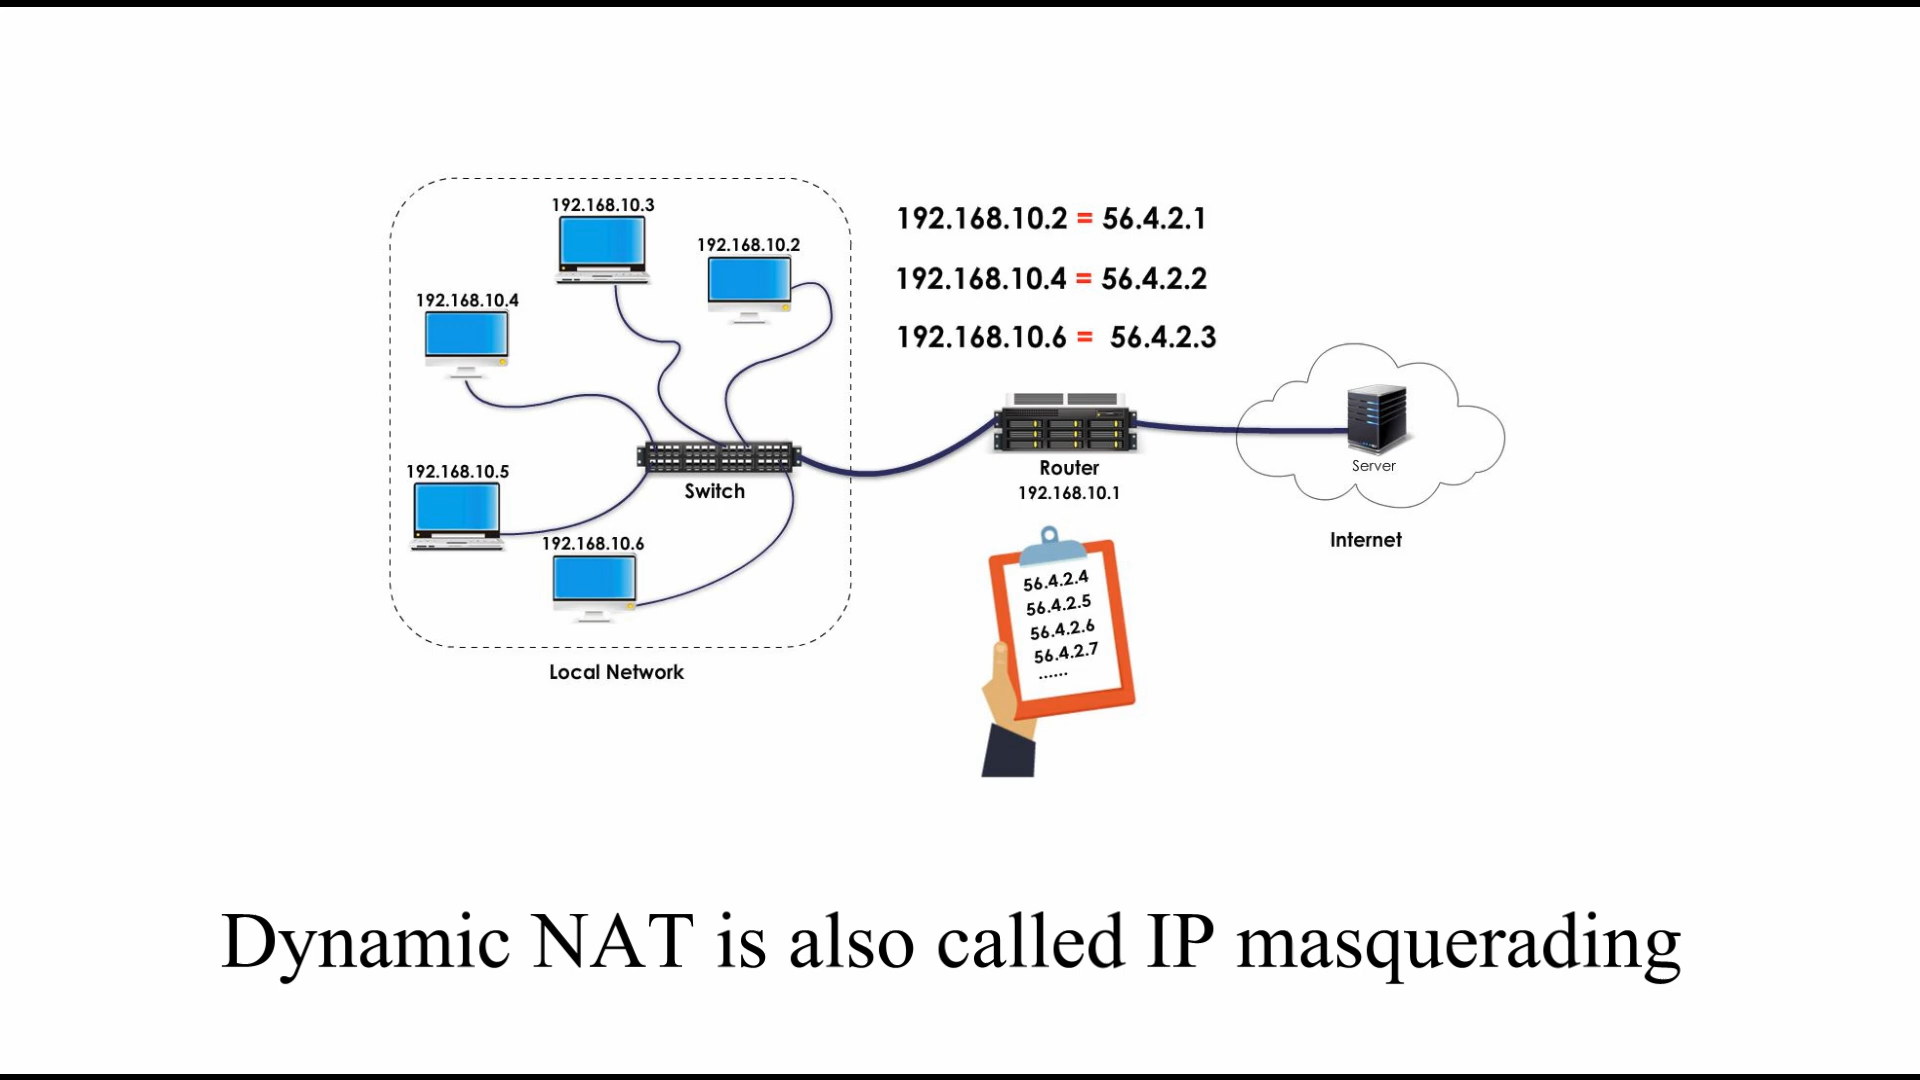 192.168.10.3
192.168.10.2
192.168.10.4
192.168.10.5
192.168.10.6
Switch
Local Network
192.168.10.2 = 56.4.2.1
192.168.10.4 = 56.4.2.2
192.168.10.6 = 56.4.2.3
Router
192.168.10.1
Server
Internet
56.4.2.4
56.4.2.5
56.4.2.6
56.4.2.7
......
Dynamic NAT is also called IP masquerading